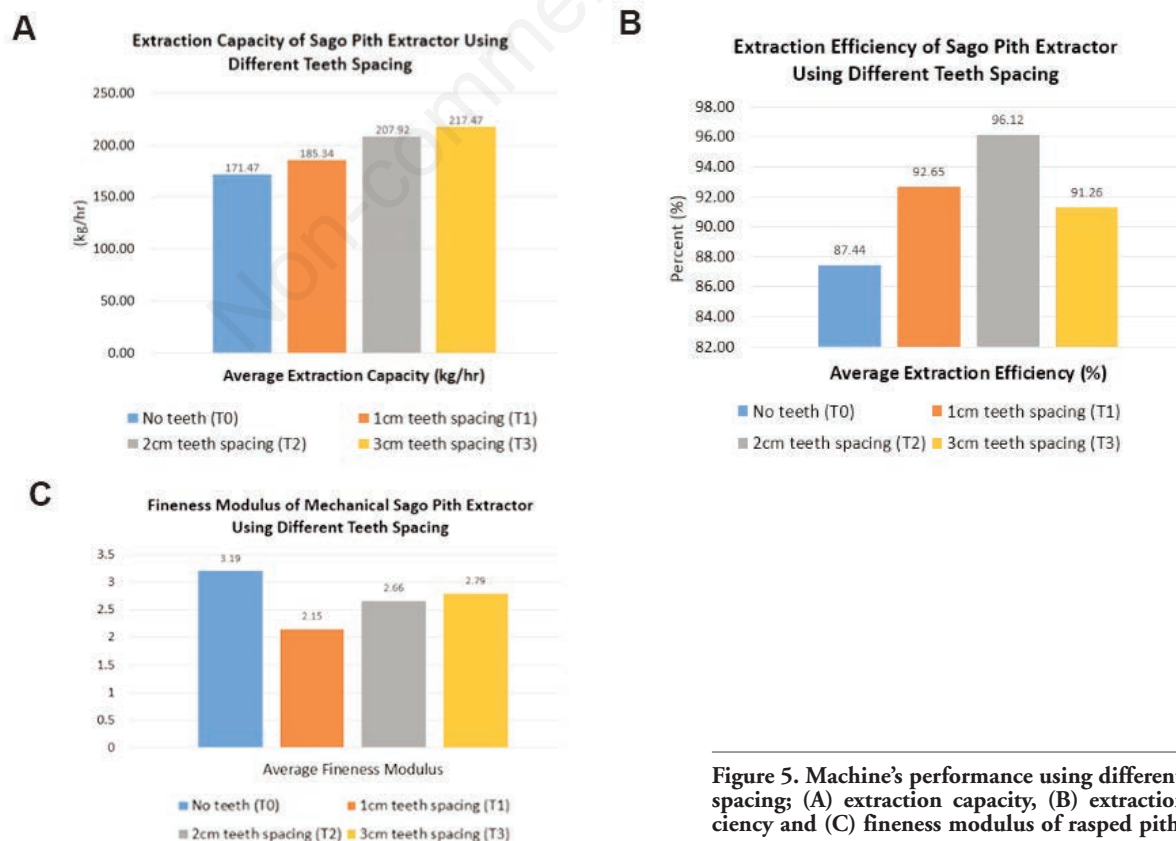 A
Extraction Capacity of Sago Pith Extractor Using
Different Teeth Spacing
250.00
200.00
150.00
100.00
50.00
0.00
(kg/hr)
171.47
185.34
207.92
217.47
Average Extraction Capacity (kg/hr)
No teeth (T0)
1cm teeth spacing (T1)
2cm teeth spacing (T2)
3cm teeth spacing (T3)
B
Extraction Efficiency of Sago Pith Extractor
Using Different Teeth Spacing
98.00
96.00
94.00
92.00
90.00
88.00
86.00
84.00
82.00
Percent (%)
87.44
92.65
96.12
91.26
Average Extraction Efficiency (%)
No teeth (T0)
1cm teeth spacing (T1)
2cm teeth spacing (T2)
3cm teeth spacing (T3)
C
Fineness Modulus of Mechanical Sago Pith Extractor
Using Different Teeth Spacing
3.5
3
2.5
2
1.5
1
0.5
0
3.19
2.15
2.66
2.79
Average Fineness Modulus
No teeth (T0)
1cm teeth spacing (T1)
2cm teeth spacing (T2)
3cm teeth spacing (T3)
Figure 5. Machine's performance using different
spacing; (A) extraction capacity, (B) extraction
ciency and (C) fineness modulus of rasped pith.
Non-comme